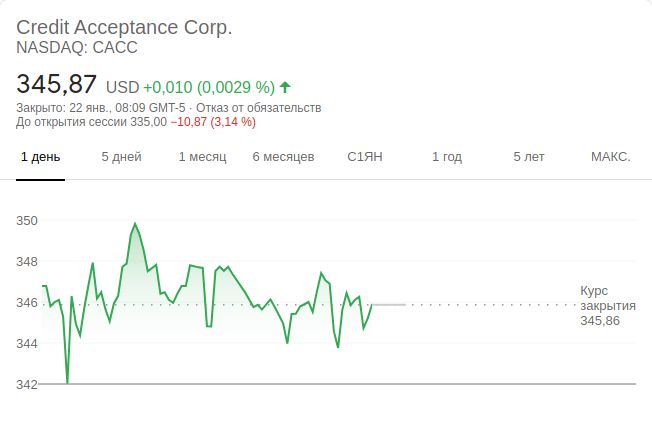 Credit Acceptance Corp.
NASDAQ: CACC
345,87 USD +0,010 (0,0029 %)
Закрыто: 22 янв., 08:09 GMT-5 · Отказ от обязательств
До открытия сессии 335,00 −10,87 (3,14 %)
1 день 5 дней 1 месяц 6 месяцев С1ЯН 1 год 5 лет МАКС.
350
348
346
344
342
Курс
закрытия
345,86